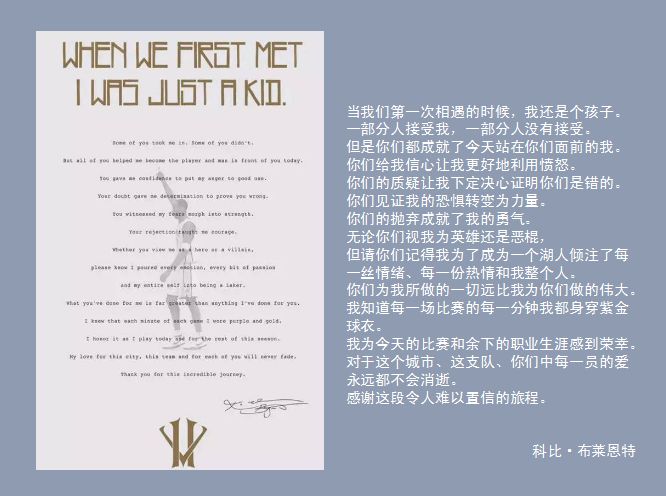 WHEN WE FIRST MET
I WAS JUST A KID.
Some of you took me in. Some of you didn't.
But all of you helped me become the player and man in front of you today.
You gave me confidence to put my anger to good use.
Your doubt gave me determination to prove you wrong.
You witnessed my fears morph into strength.
Your rejection taught me courage.
Whether you view me as a hero or a villain,
please know I poured every emotion, every bit of passion
and my entire self into being a Laker.
What you've done for me is far greater than anything I've done for you.
I knew that each minute of each game I wore purple and gold.
I honor it as I play today and for the rest of this season.
My love for this city, this team and for each of you will never fade.
Thank you for this incredible journey.
当我们第一次相遇的时候，我还是个孩子。
一部分人接受我，一部分人没有接受。
但是你们都成就了今天站在你们面前的我。
你们给我信心让我更好地利用愤怒。
你们的质疑让我下定决心证明你们是错的。
你们见证我的恐惧转变为力量。
你们的抛弃成就了我的勇气。
无论你们视我为英雄还是恶棍，
但请你们记得我为了成为一个湖人倾注了每
一丝情绪、每一份热情和我整个人。
你们为我所做的一切远比我为你们做的伟大。
我知道每一场比赛的每一分钟我都身穿紫金
球衣。
我为今天的比赛和余下的职业生涯感到荣幸。
对于这个城市、这支队、你们中每一员的爱
永远都不会消逝。
感谢这段令人难以置信的旅程。
科比·布莱恩特